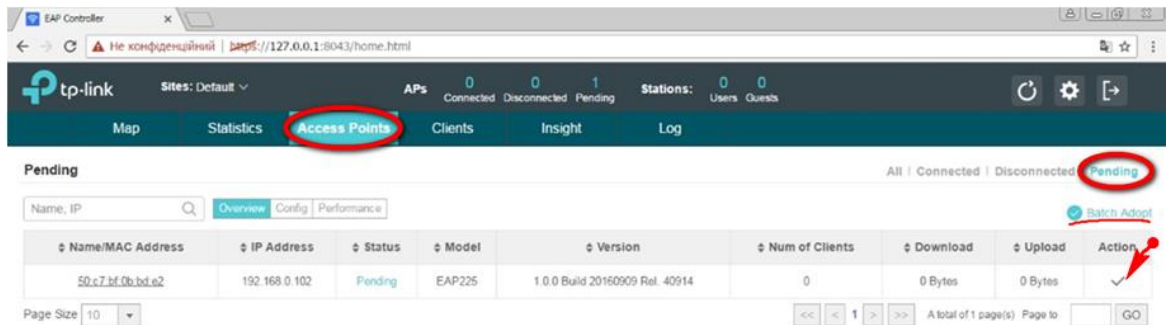 EAP Controller
Не конфіденційний | https://127.0.0.1:8043/home.html
tp-link Sites: Default APs 0 Connected 0 Disconnected 1 Pending Stations: 0 Users 0 Guests
Map Statistics Access Points Clients Insight Log
Pending All | Connected | Disconnected | Pending
Name, IP Overview Config Performance Batch Adopt
Name/MAC Address IP Address Status Model Version Num of Clients Download Upload Action
50:c7:bf:0b:bd:e2 192.168.0.102 Pending EAP225 1.0.0 Build 20160909 Rel. 40914 0 0 Bytes 0 Bytes
Page Size 10 << < 1 > >> A total of 1 page(s) Page to GO